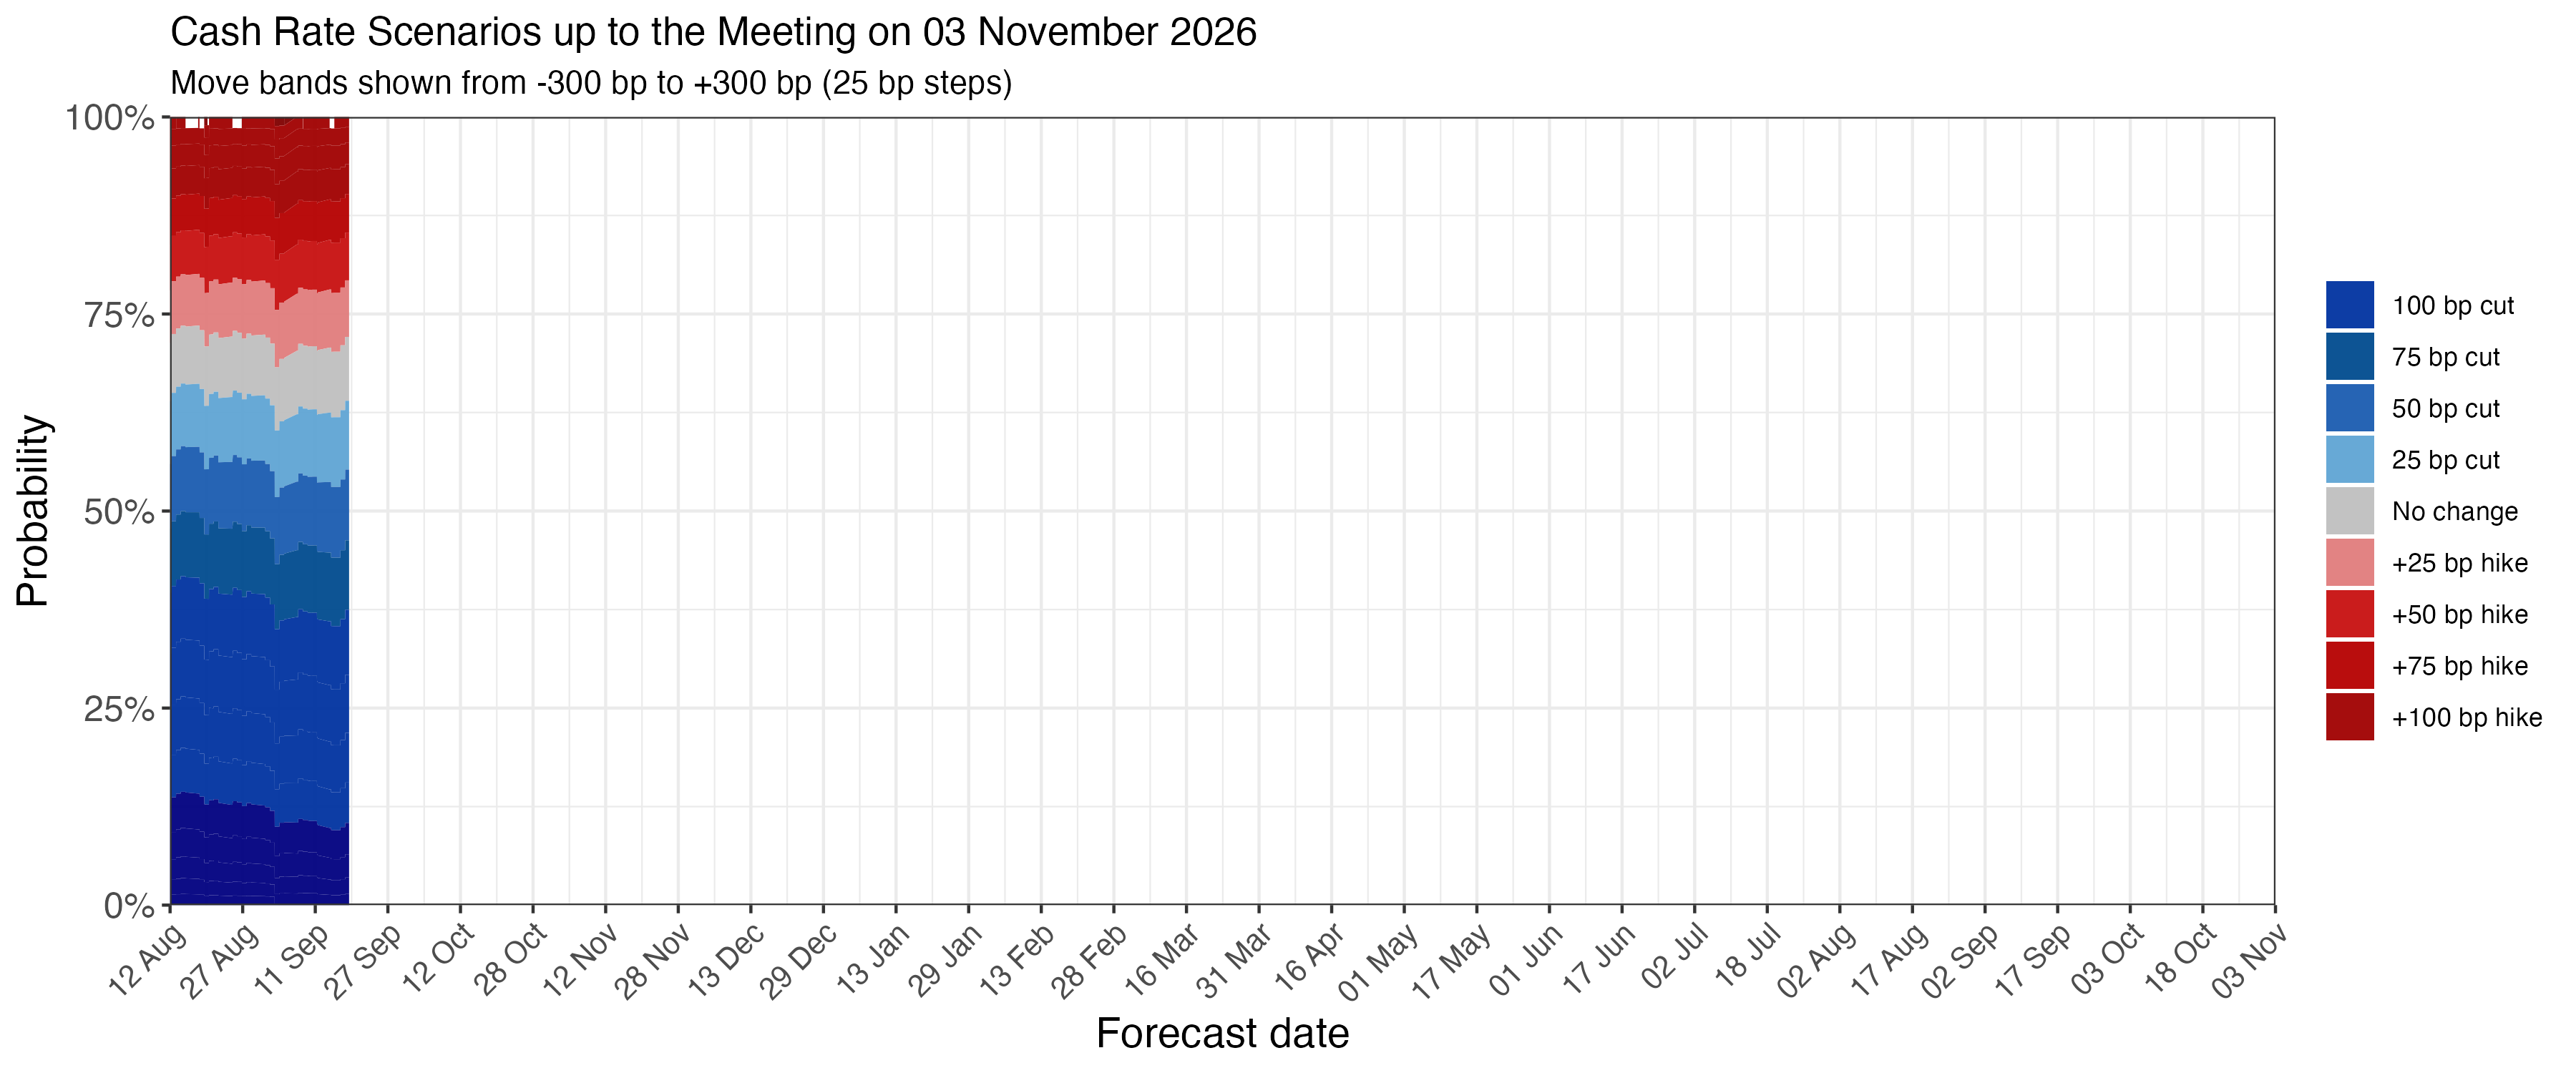 Cash Rate Scenarios up to the Meeting on 03 November 2026
Move bands shown from -300 bp to +300 bp (25 bp steps)
Probability
100%
75%
50%
25%
0%
12 Aug
27 Aug
11 Sep
27 Sep
12 Oct
28 Oct
12 Nov
28 Nov
13 Dec
29 Dec
13 Jan
29 Jan
13 Feb
28 Feb
16 Mar
31 Mar
16 Apr
01 May
17 May
01 Jun
17 Jun
02 Jul
18 Jul
02 Aug
17 Aug
02 Sep
17 Sep
03 Oct
18 Oct
03 Nov
Forecast date
100 bp cut
75 bp cut
50 bp cut
25 bp cut
No change
+25 bp hike
+50 bp hike
+75 bp hike
+100 bp hike